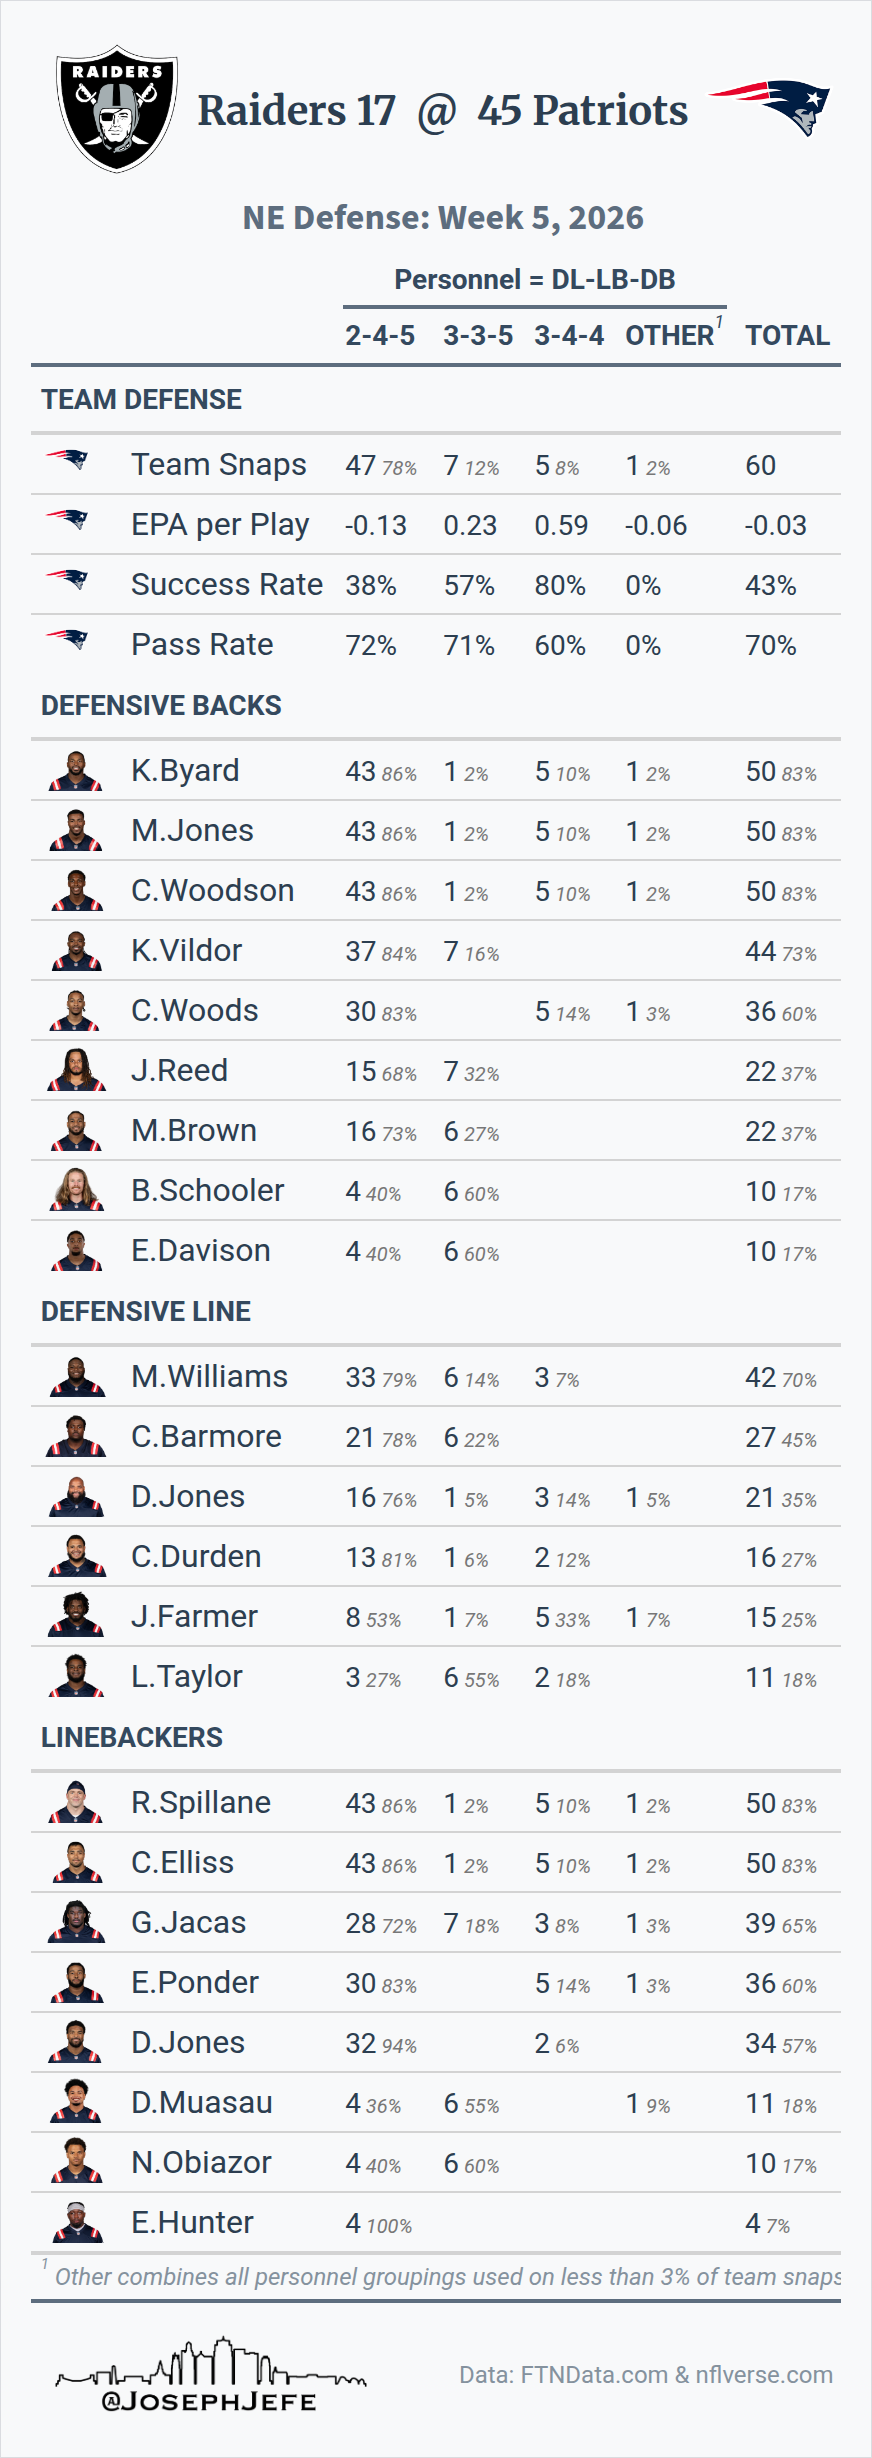 RAIDERS
Raiders 17 @ 45 Patriots
NE Defense: Week 5, 2026
Personnel = DL-LB-DB
2-4-5 3-3-5 3-4-4 OTHER1 TOTAL
TEAM DEFENSE
Team Snaps 47 78% 7 12% 5 8% 1 2% 60
EPA per Play -0.13 0.23 0.59 -0.06 -0.03
Success Rate 38% 57% 80% 0% 43%
Pass Rate 72% 71% 60% 0% 70%
DEFENSIVE BACKS
K.Byard 43 86% 1 2% 5 10% 1 2% 50 83%
M.Jones 43 86% 1 2% 5 10% 1 2% 50 83%
C.Woodson 43 86% 1 2% 5 10% 1 2% 50 83%
K.Vildor 37 84% 7 16% 44 73%
C.Woods 30 83% 5 14% 1 3% 36 60%
J.Reed 15 68% 7 32% 22 37%
M.Brown 16 73% 6 27% 22 37%
B.Schooler 4 40% 6 60% 10 17%
E.Davison 4 40% 6 60% 10 17%
DEFENSIVE LINE
M.Williams 33 79% 6 14% 3 7% 42 70%
C.Barmore 21 78% 6 22% 27 45%
D.Jones 16 76% 1 5% 3 14% 1 5% 21 35%
C.Durden 13 81% 1 6% 2 12% 16 27%
J.Farmer 8 53% 1 7% 5 33% 1 7% 15 25%
L.Taylor 3 27% 6 55% 2 18% 11 18%
LINEBACKERS
R.Spillane 43 86% 1 2% 5 10% 1 2% 50 83%
C.Elliss 43 86% 1 2% 5 10% 1 2% 50 83%
G.Jacas 28 72% 7 18% 3 8% 1 3% 39 65%
E.Ponder 30 83% 5 14% 1 3% 36 60%
D.Jones 32 94% 2 6% 34 57%
D.Muasau 4 36% 6 55% 1 9% 11 18%
N.Obiazor 4 40% 6 60% 10 17%
E.Hunter 4 100% 4 7%
1 Other combines all personnel groupings used on less than 3% of team snaps
@JOSEPHJEFE
Data: FTNData.com & nflverse.com